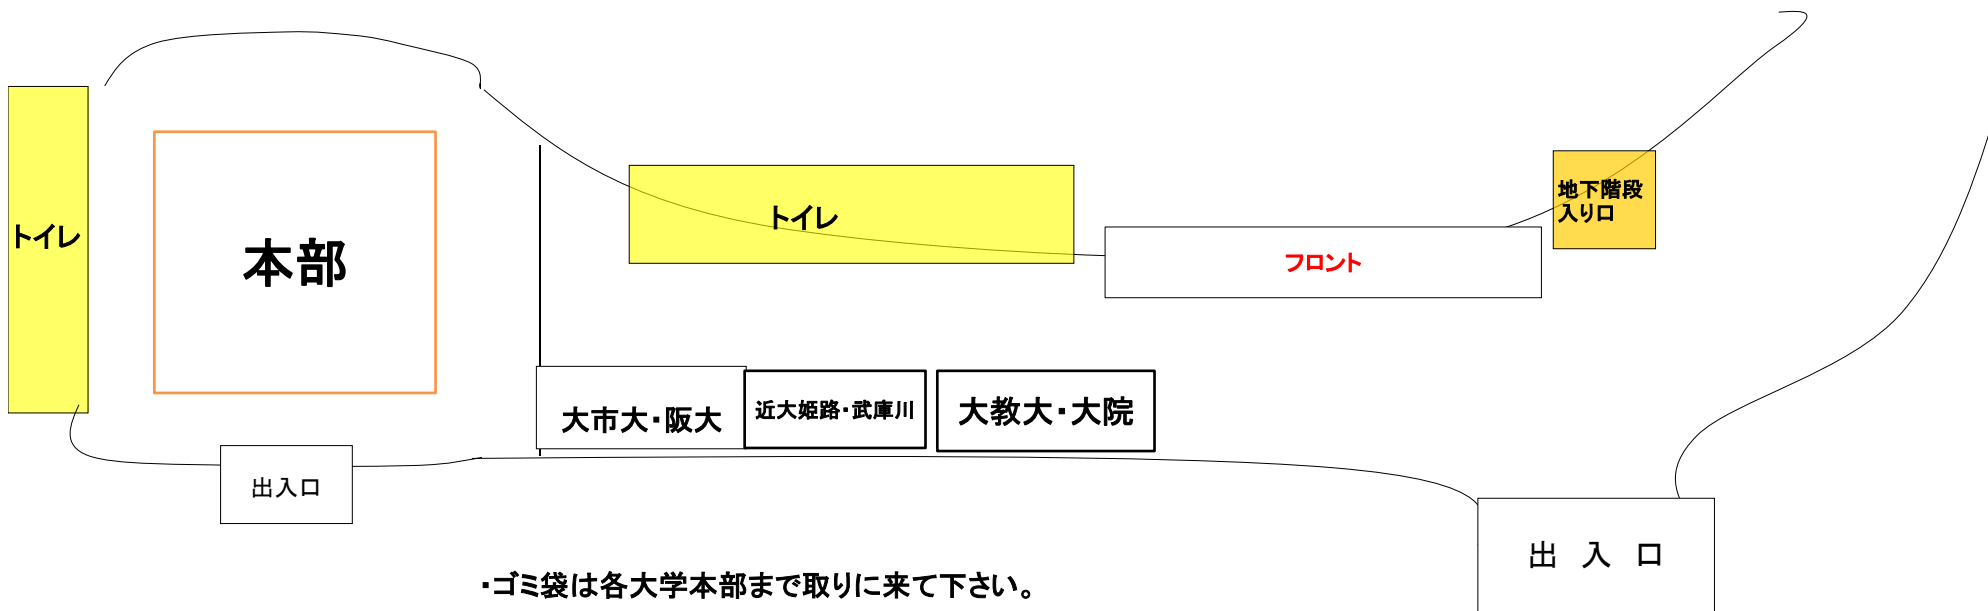 トイレ
本部
トイレ
地下階段
入り口
フロント
大市大・阪大
近大姫路・武庫川
大教大・大院
出入口
出　入　口
・ゴミ袋は各大学本部まで取りに来て下さい。